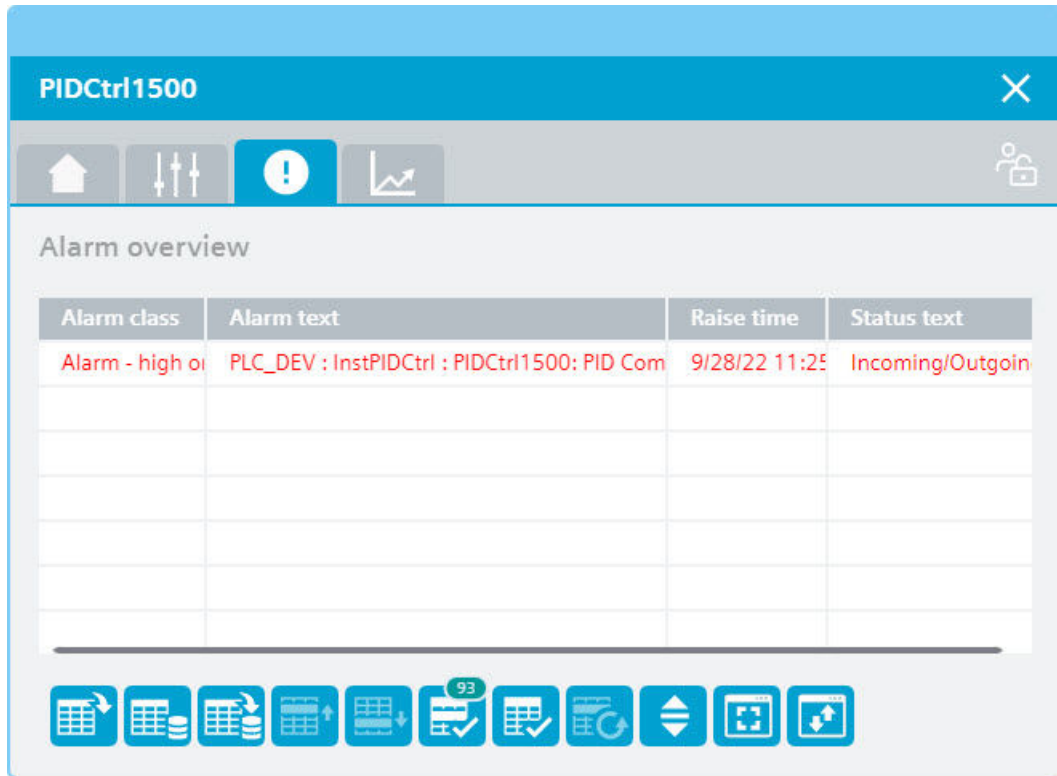 PIDCtrl1500
Alarm overview
Alarm class Alarm text Raise time Status text
Alarm - high or PLC_DEV : InstPIDCtrl : PIDCtrl1500: PID Com 9/28/22 11:25 Incoming/Outgoin
93